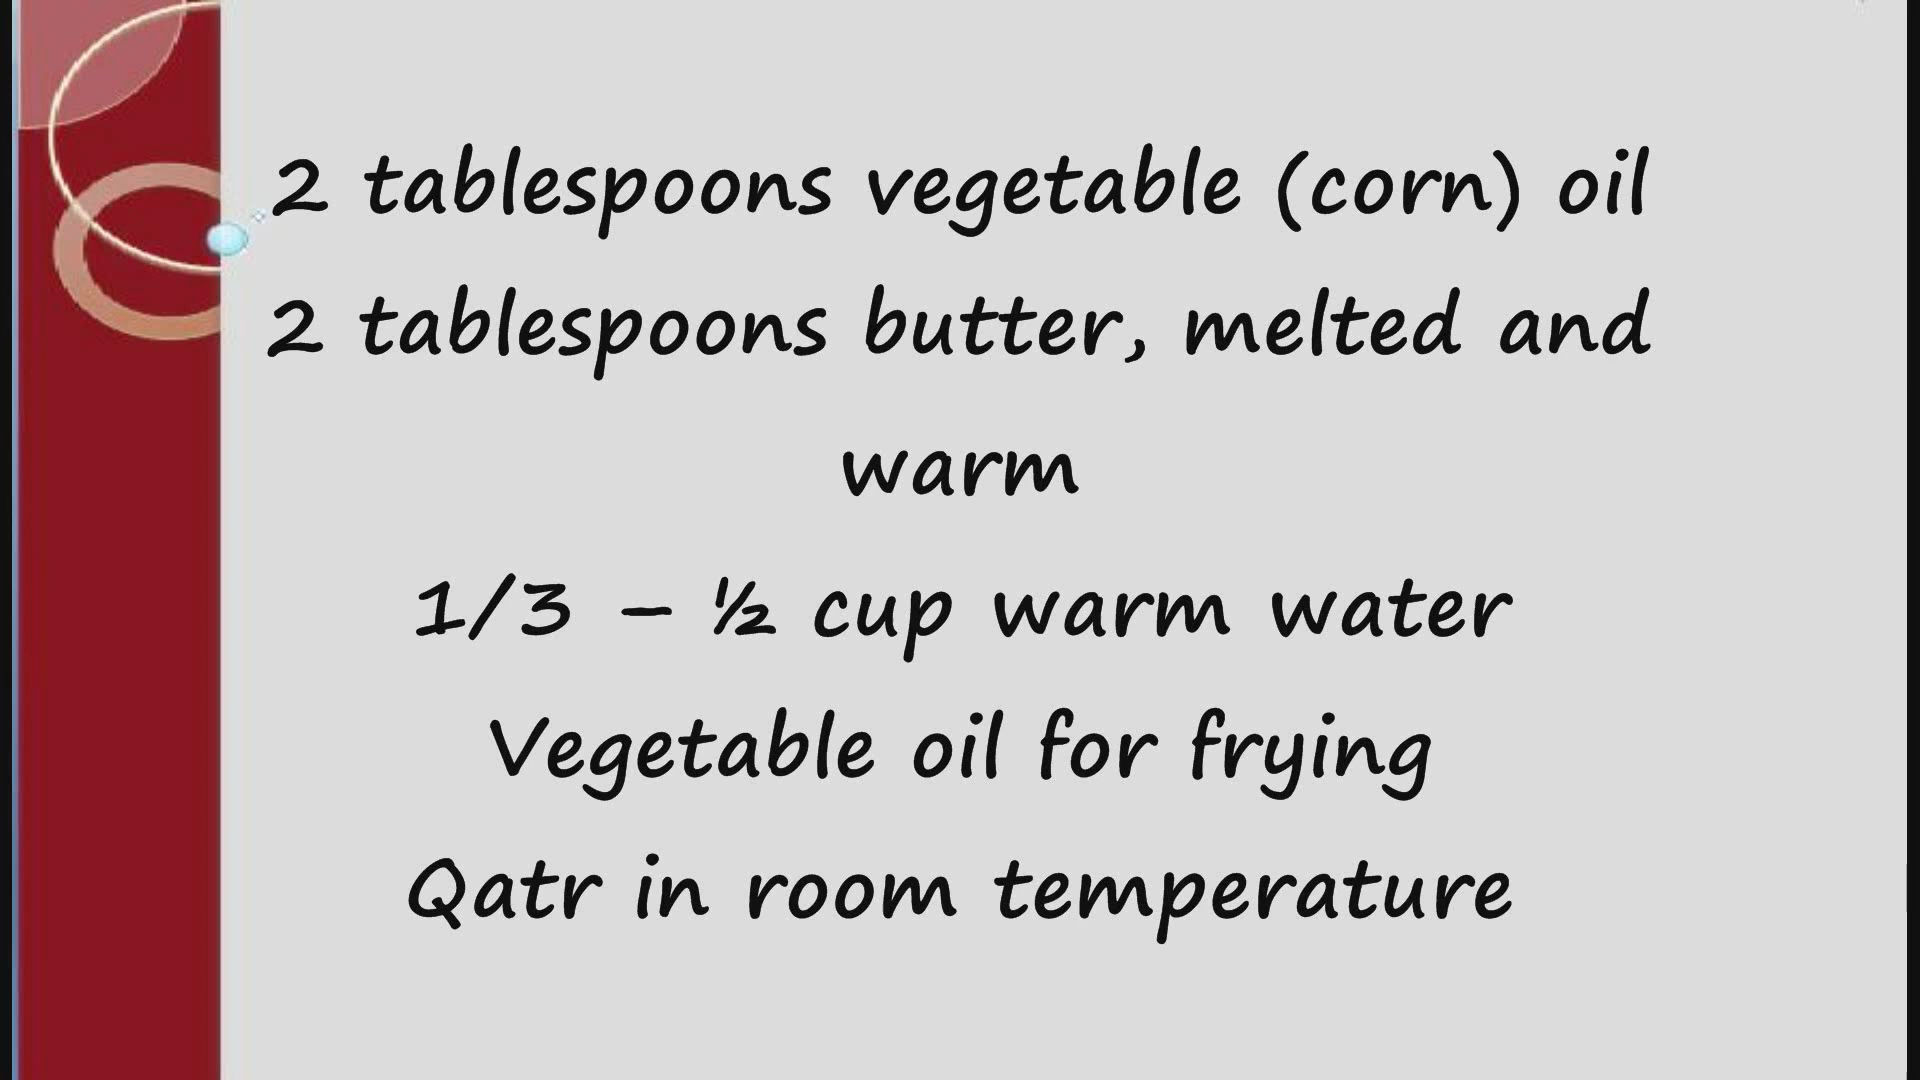 2 tablespoons vegetable (corn) oil
2 tablespoons butter, melted and
warm
1/3 – ½ cup warm water
Vegetable oil for frying
Qatr in room temperature